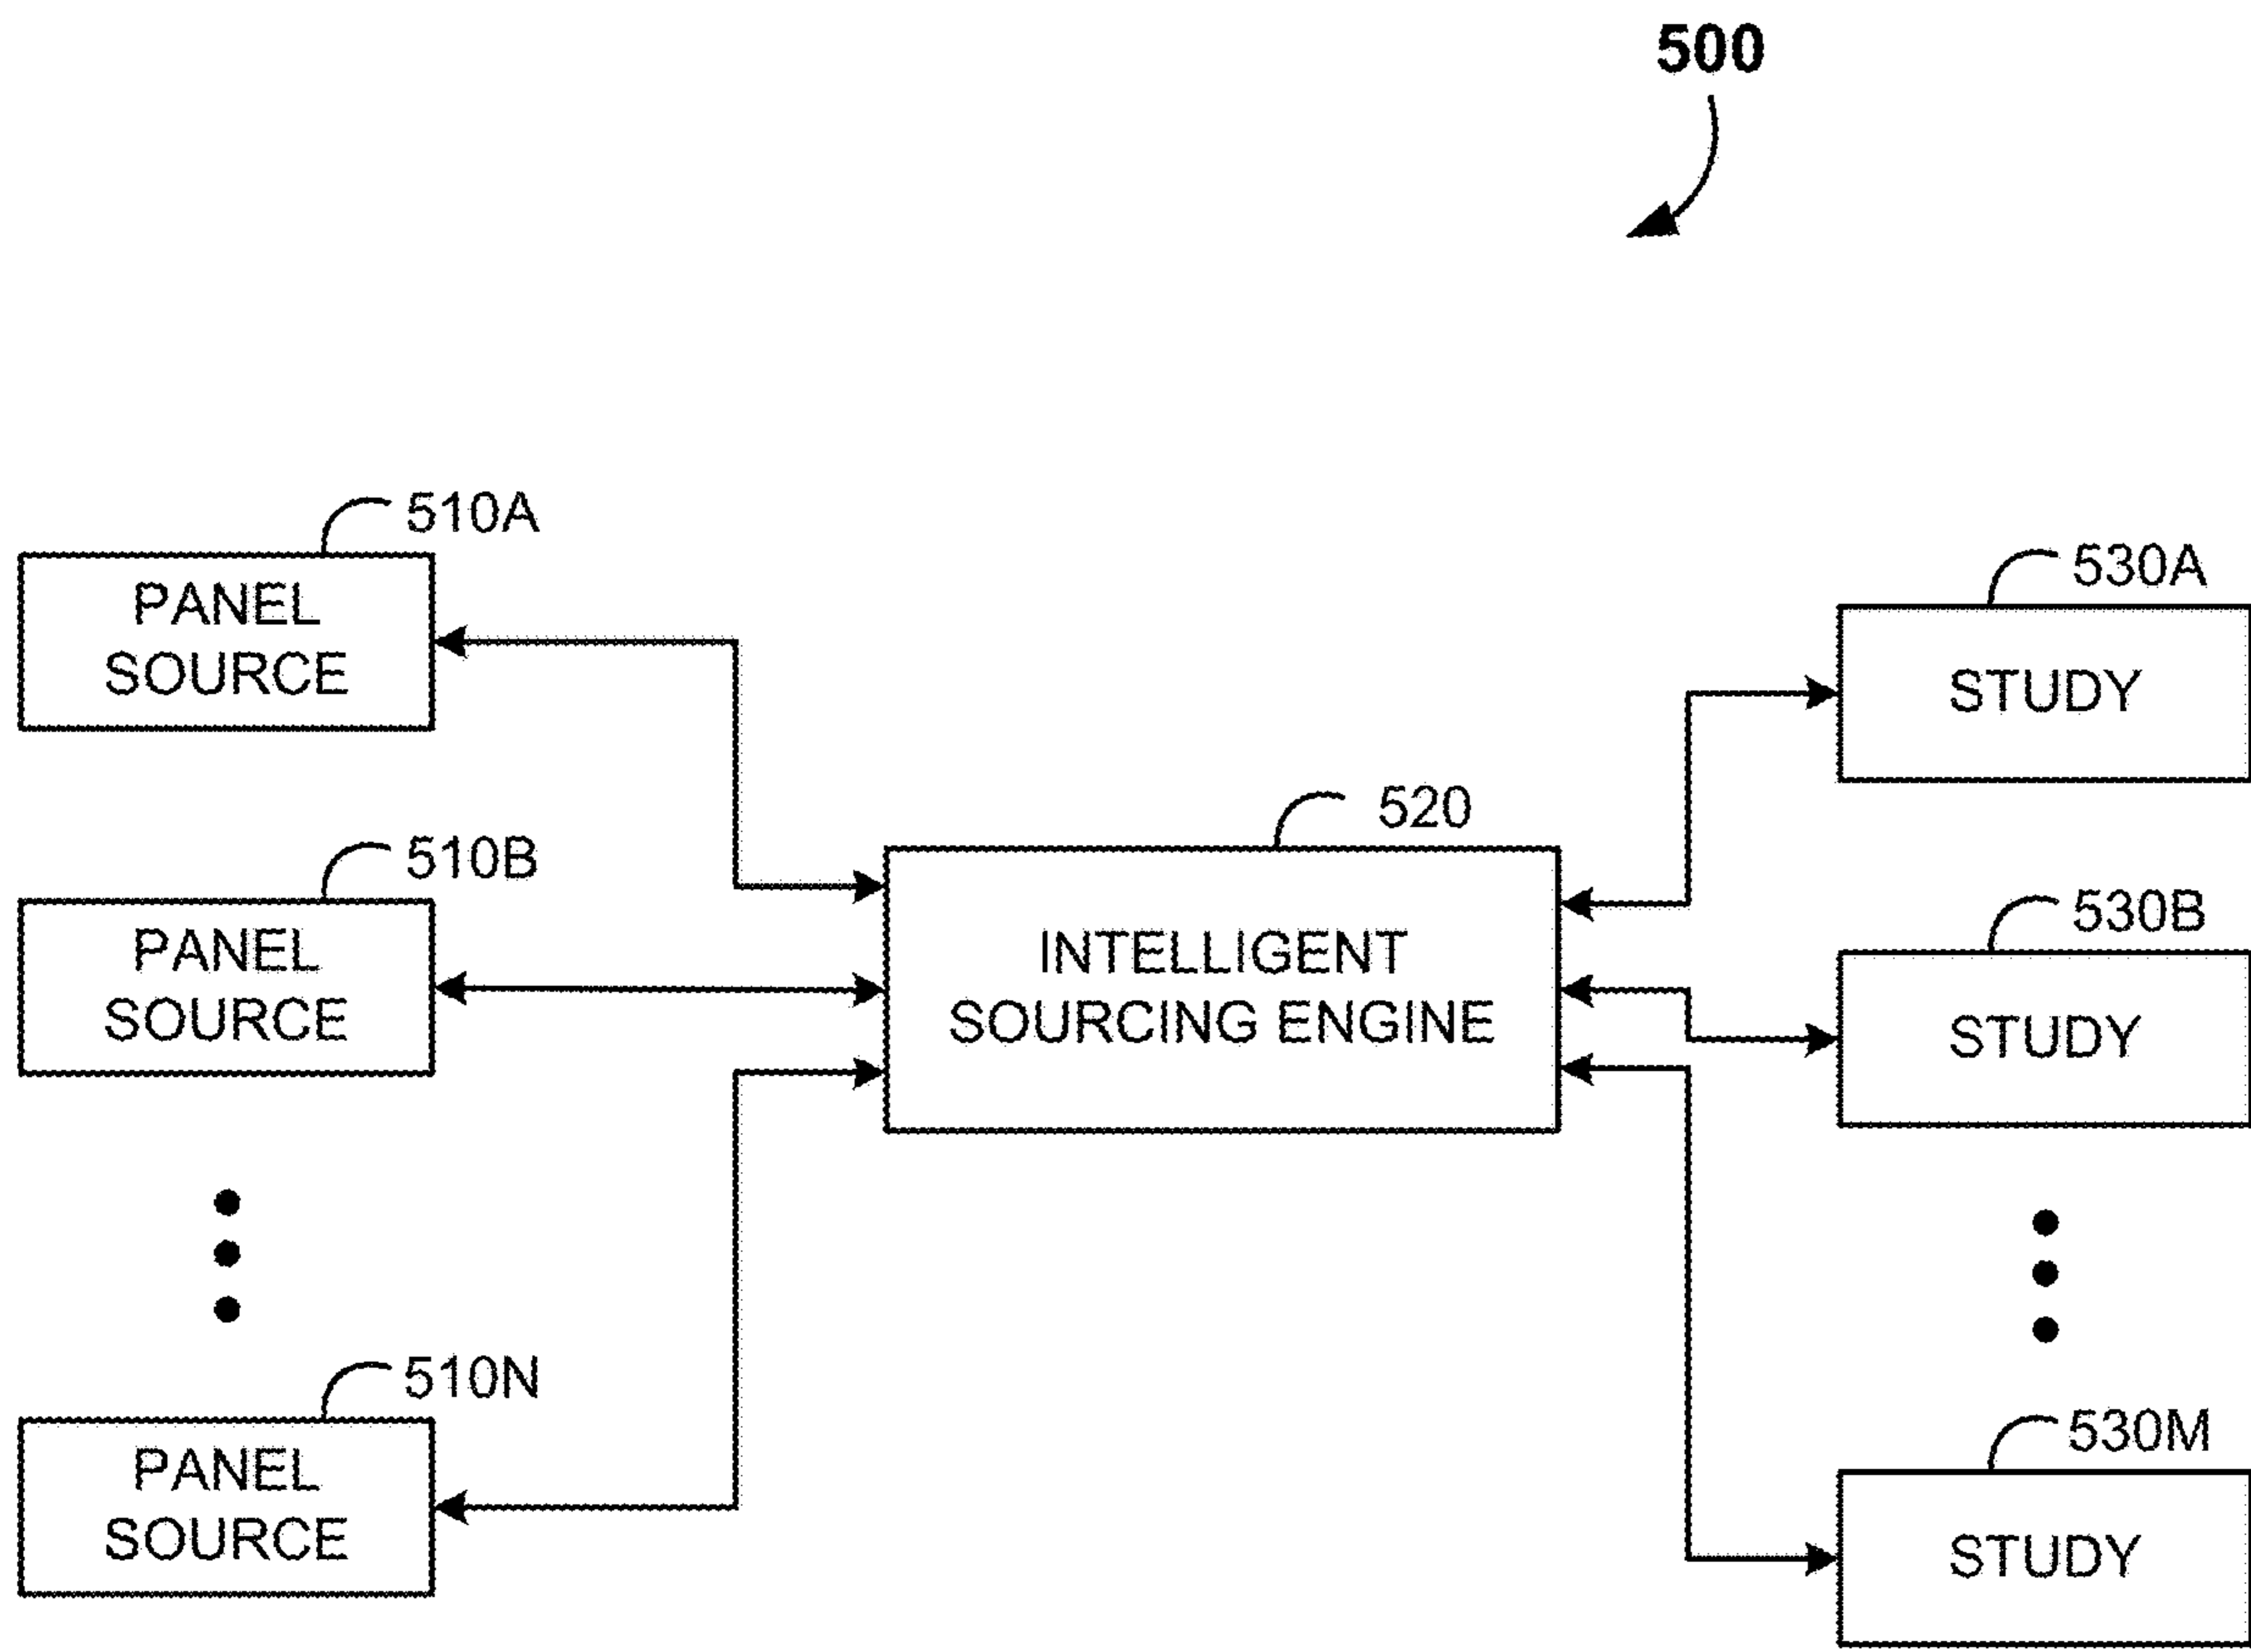 500
510A
PANEL
SOURCE
510B
PANEL
SOURCE
510N
PANEL
SOURCE
520
INTELLIGENT
SOURCING ENGINE
530A
STUDY
530B
STUDY
530M
STUDY